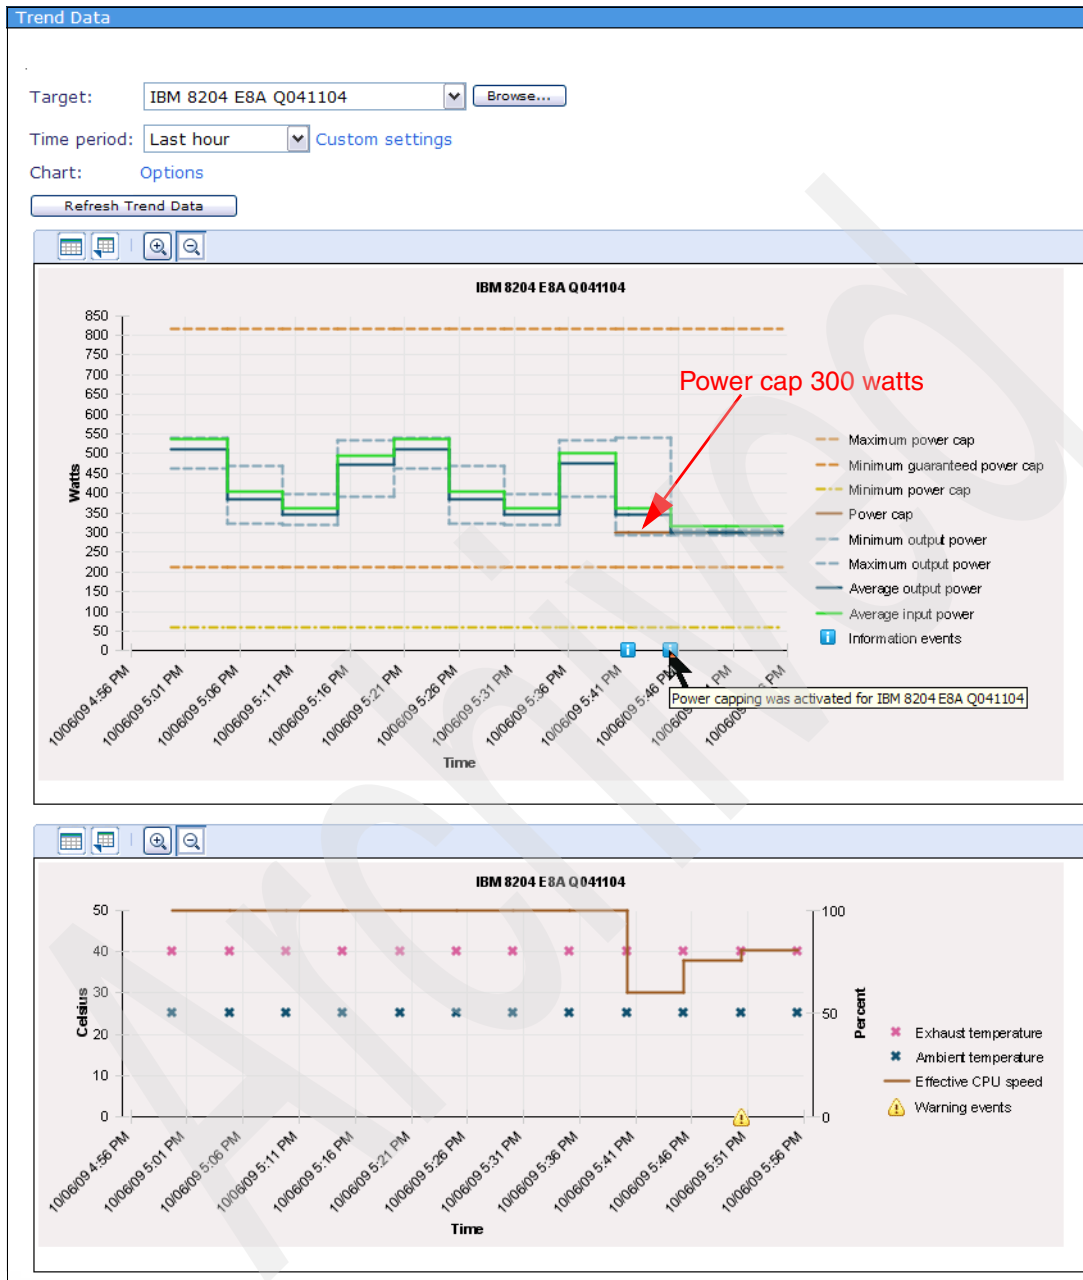 Trend Data
Target: IBM 8204 E8A Q041104 Browse...
Time period: Last hour Custom settings
Chart: Options
Refresh Trend Data
IBM 8204 E8A Q041104
850
800
750
700
650
600
550
500
450
400
350
300
250
200
150
100
50
0
Watts
Power cap 300 watts
Maximum power cap
Minimum guaranteed power cap
Minimum power cap
Power cap
Minimum output power
Maximum output power
Average output power
Average input power
Information events
10/06/09 4:56 PM
10/06/09 5:01 PM
10/06/09 5:06 PM
10/06/09 5:11 PM
10/06/09 5:16 PM
10/06/09 5:21 PM
10/06/09 5:26 PM
10/06/09 5:31 PM
10/06/09 5:36 PM
10/06/09 5:41 PM
10/06/09 5:46 PM
Power capping was activated for IBM 8204 E8A Q041104
Time
IBM 8204 E8A Q041104
50
40
30
20
10
0
Celsius
100
50
0
Percent
Exhaust temperature
Ambient temperature
Effective CPU speed
Warning events
10/06/09 4:56 PM
10/06/09 5:01 PM
10/06/09 5:06 PM
10/06/09 5:11 PM
10/06/09 5:16 PM
10/06/09 5:21 PM
10/06/09 5:26 PM
10/06/09 5:31 PM
10/06/09 5:36 PM
10/06/09 5:41 PM
10/06/09 5:46 PM
10/06/09 5:51 PM
10/06/09 5:56 PM
Time
Archived